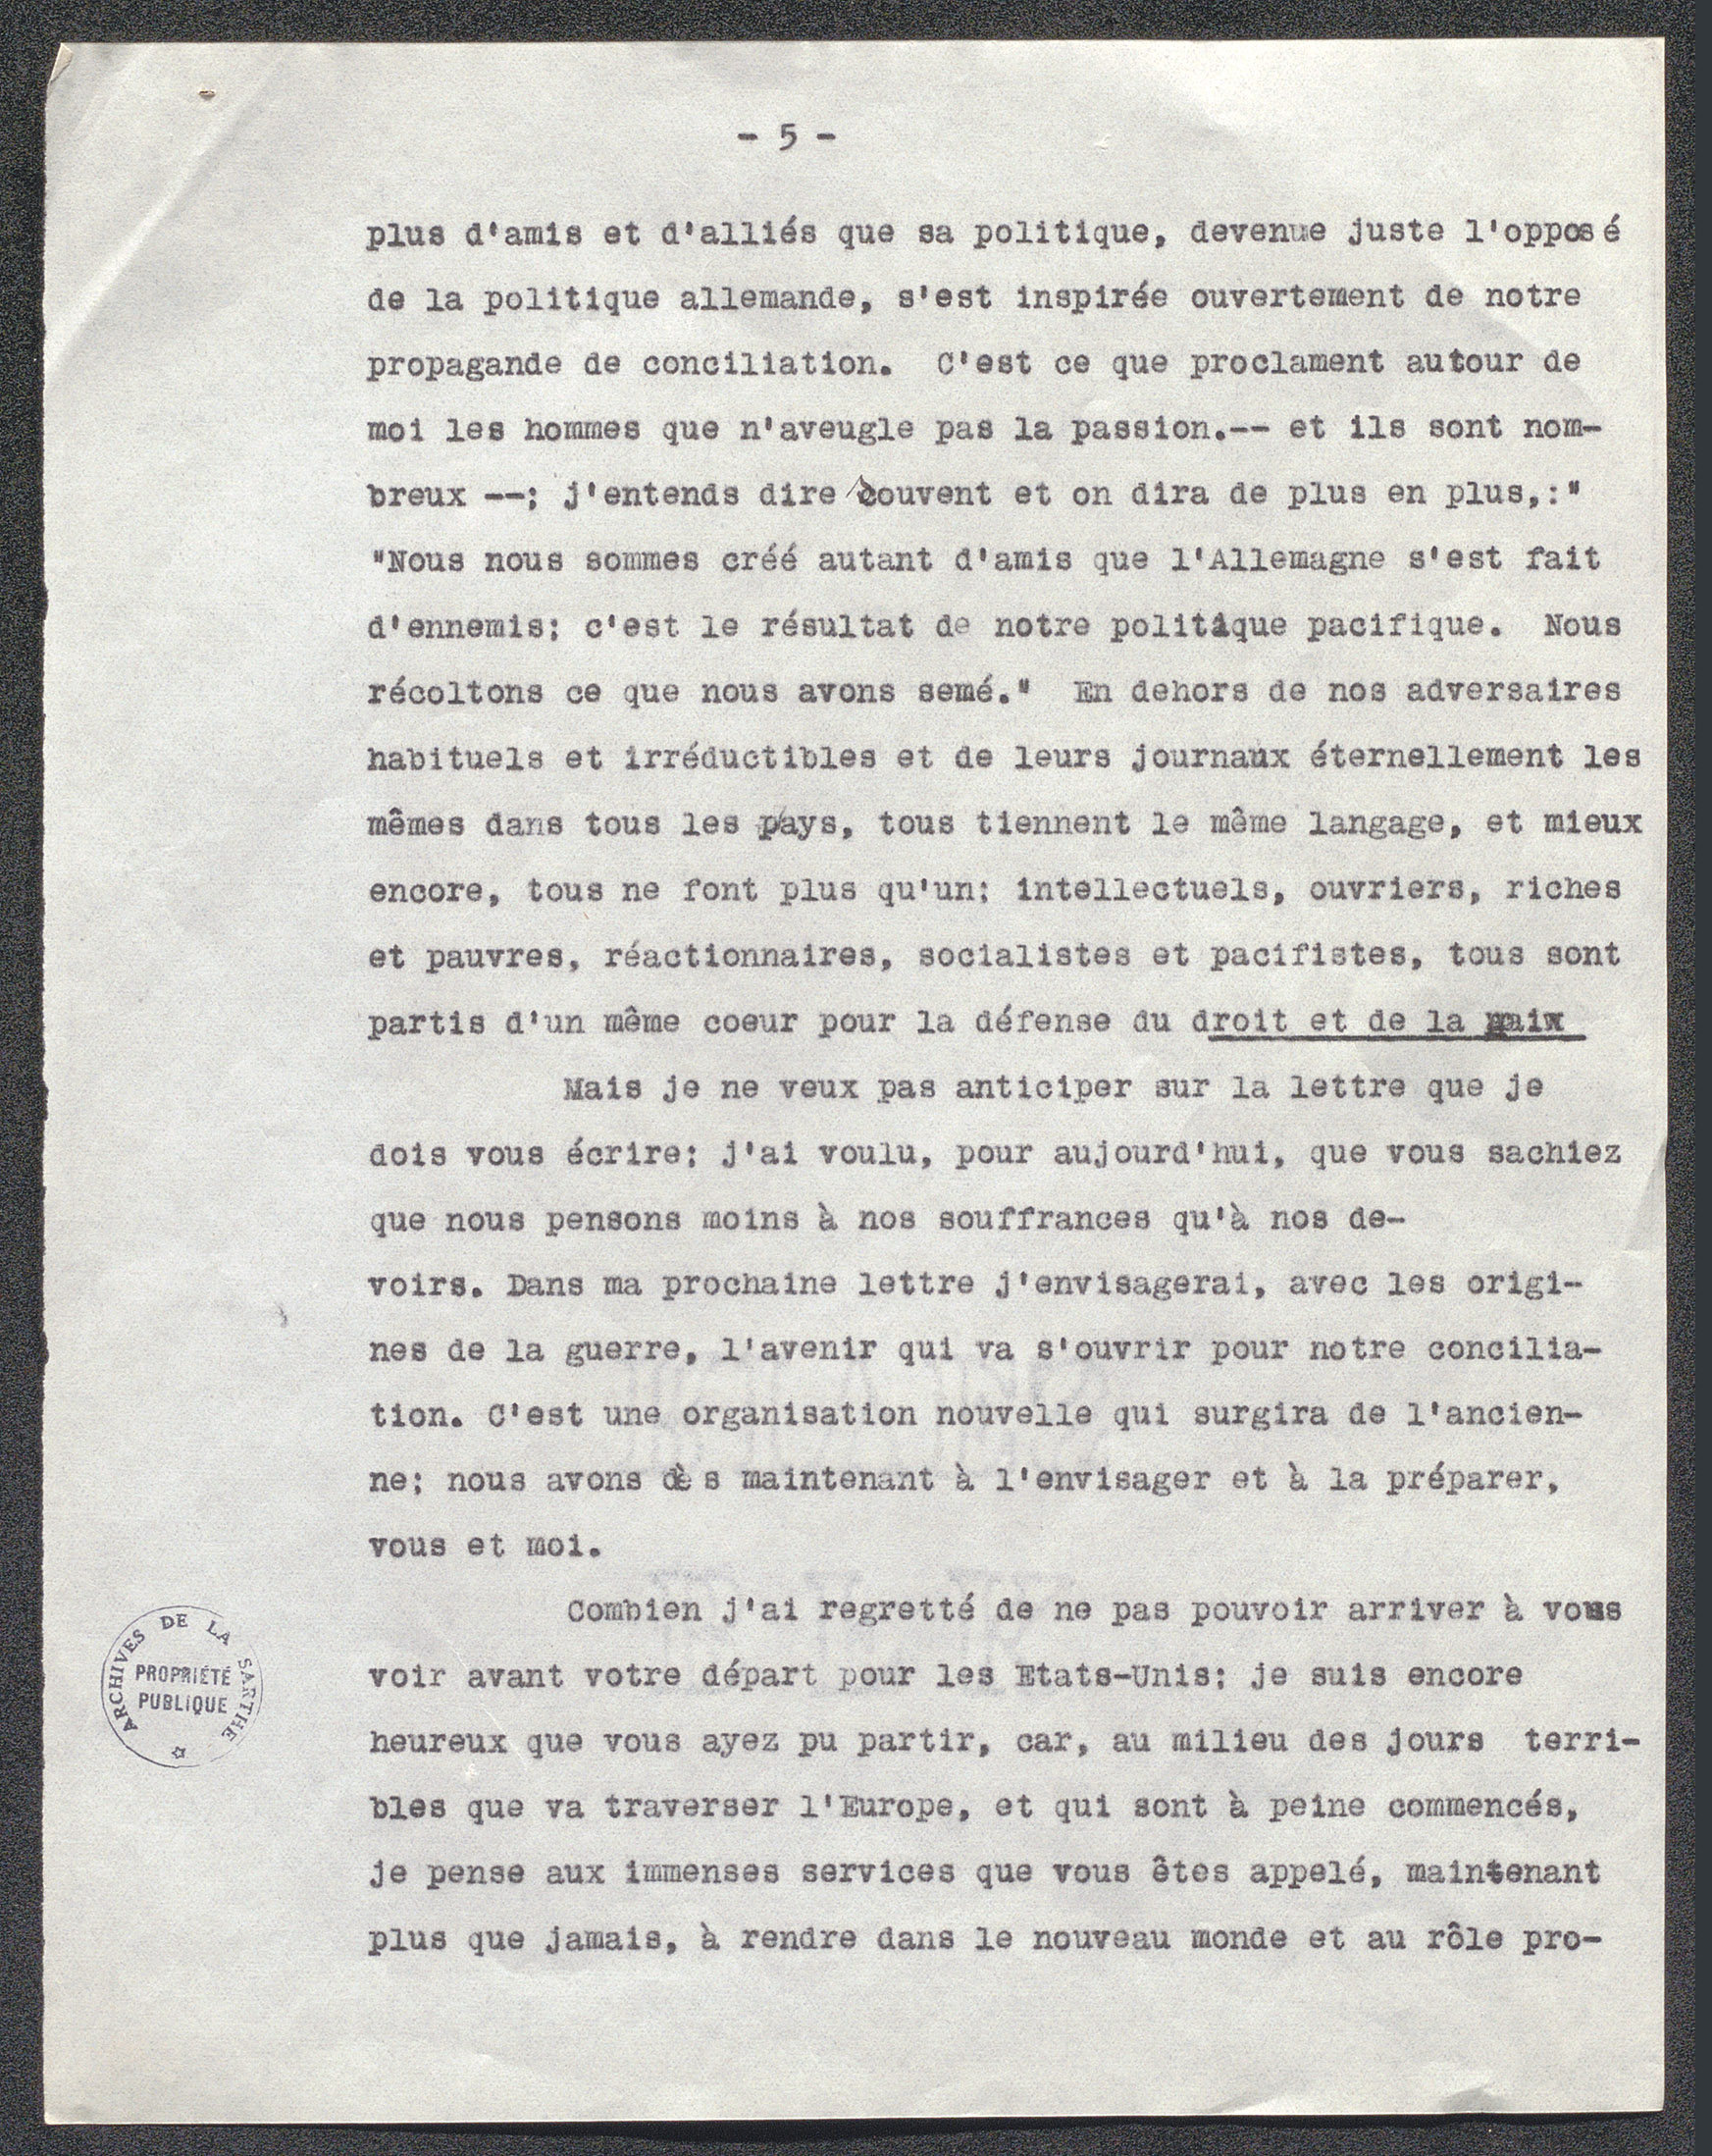 - 5 -
plus d'amis et d'alliés que sa politique, devenue juste l'opposé
de la politique allemande, s'est inspirée ouvertement de notre
propagande de conciliation. C'est ce que proclament autour de
moi les hommes que n'aveugle pas la passion.-- et ils sont nom-
breux --; j'entends dire souvent et on dira de plus en plus,:"
"Nous nous sommes créé autant d'amis que l'Allemagne s'est fait
d'ennemis; c'est le résultat de notre politique pacifique. Nous
récoltons ce que nous avons semé." En dehors de nos adversaires
habituels et irréductibles et de leurs journaux éternellement les
mêmes dans tous les pays, tous tiennent le même langage, et mieux
encore, tous ne font plus qu'un; intellectuels, ouvriers, riches
et pauvres, réactionnaires, socialistes et pacifistes, tous sont
partis d'un même coeur pour la défense du droit et de la paix
Mais je ne veux pas anticiper sur la lettre que je
dois vous écrire; j'ai voulu, pour aujourd'hui, que vous sachiez
que nous pensons moins à nos souffrances qu'à nos de-
voirs. Dans ma prochaine lettre j'envisagerai, avec les origi-
nes de la guerre, l'avenir qui va s'ouvrir pour notre concilia-
tion. C'est une organisation nouvelle qui surgira de l'ancien-
ne; nous avons dès maintenant à l'envisager et à la préparer,
vous et moi.
Combien j'ai regretté de ne pas pouvoir arriver à vous
voir avant votre départ pour les Etats-Unis; je suis encore
heureux que vous ayez pu partir, car, au milieu des jours terri-
bles que va traverser l'Europe, et qui sont à peine commencés,
je pense aux immenses services que vous êtes appelé, maintenant
plus que jamais, à rendre dans le nouveau monde et au rôle pro-
ARCHIVES DE LA SARTHE
PROPRIÉTÉ
PUBLIQUE